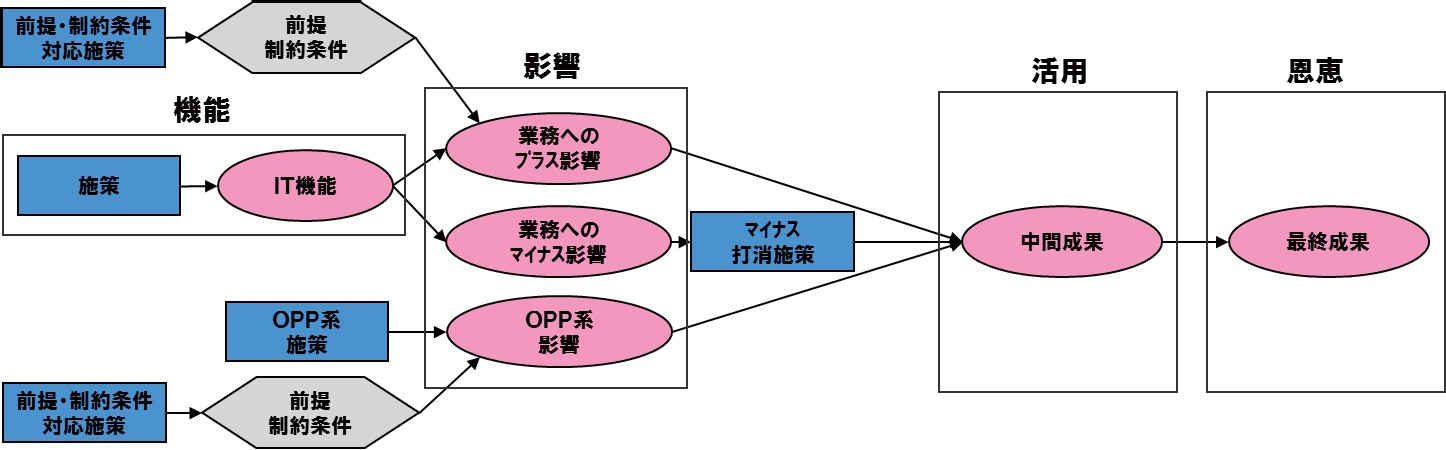 前提・制約条件
対応施策
前提
制約条件
影響
活用
恩恵
機能
業務への
プラス影響
施策
IT機能
業務への
マイナス影響
マイナス
打消施策
中間成果
最終成果
OPP系
施策
OPP系
影響
前提・制約条件
対応施策
前提
制約条件